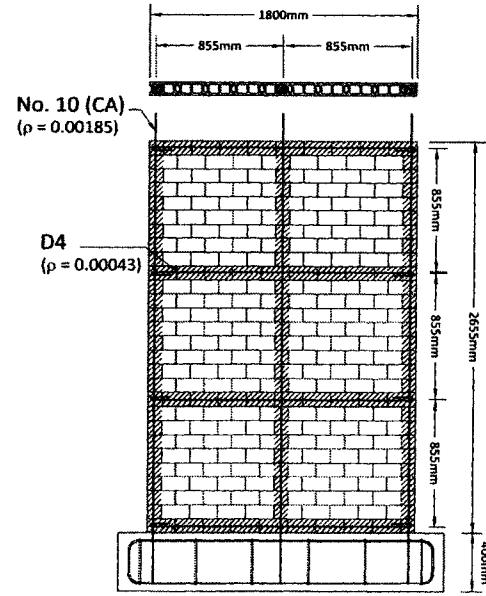 1800mm
855mm
855mm
No. 10 (CA)
(ρ = 0.00185)
D4
(ρ = 0.00043)
855mm
855mm
855mm
2655mm
400mm